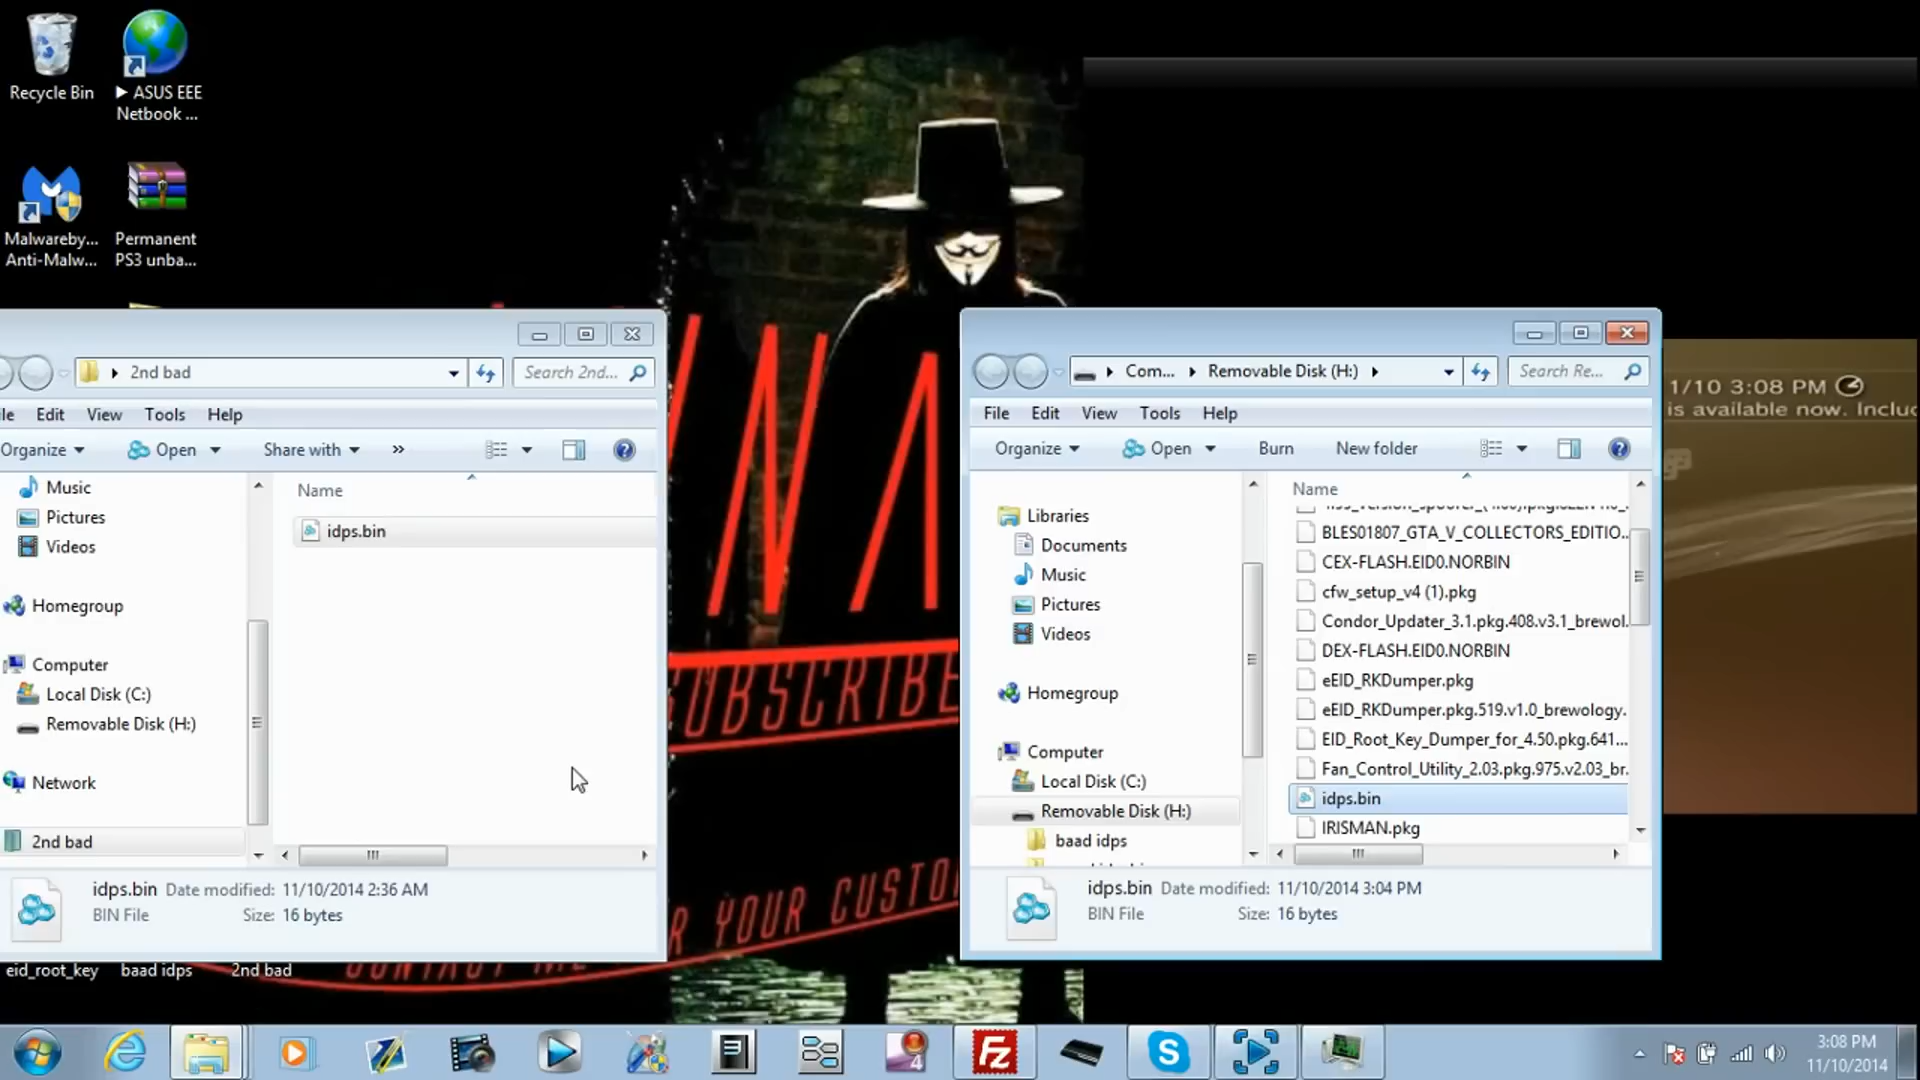 Recycle Bin
ASUS EEE
Netbook ...
Malwareby...
Anti-Malw...
Permanent
PS3 unba...
2nd bad
Search 2nd...
ile Edit View Tools Help
Organize Open Share with »
Music
Pictures
Videos
Homegroup
Computer
Local Disk (C:)
Removable Disk (H:)
Network
2nd bad
Name
idps.bin
idps.bin Date modified: 11/10/2014 2:36 AM
BIN File Size: 16 bytes
Com... Removable Disk (H:)
Search Re...
File Edit View Tools Help
Organize Open Burn New folder
Libraries
Documents
Music
Pictures
Videos
Homegroup
Computer
Local Disk (C:)
Removable Disk (H:)
baad idps
Name
BLES01807_GTA_V_COLLECTORS_EDITIO...
CEX-FLASH.EID0.NORBIN
cfw_setup_v4 (1).pkg
Condor_Updater_3.1.pkg.408.v3.1_brewol...
DEX-FLASH.EID0.NORBIN
eEID_RKDumper.pkg
eEID_RKDumper.pkg.519.v1.0_brewology.
EID_Root_Key_Dumper_for_4.50.pkg.641...
Fan_Control_Utility_2.03.pkg.975.v2.03_br.
idps.bin
IRISMAN.pkg
idps.bin Date modified: 11/10/2014 3:04 PM
BIN File Size: 16 bytes
1/10 3:08 PM
is available now. Inclu
SUBSCRIBE
R YOUR CUSTO
eid_root_key
baad idps
2nd bad
3:08 PM
11/10/2014